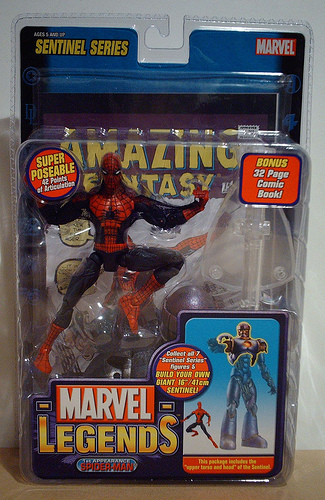 AGES 5 AND UP
SENTINEL SERIES
MARVEL
AMAZING
FANTASY
SUPER
POSEABLE
42 Points
of Articulation
BONUS
32 Page
Comic
Book!
Collect all 7
"Sentinel Series"
figures &
BUILD YOUR OWN
GIANT 16"/41cm
SENTINEL!
MARVEL
LEGENDS
1st APPEARANCE
SPIDER-MAN
This package includes the
"upper torso and head" of the Sentinel.